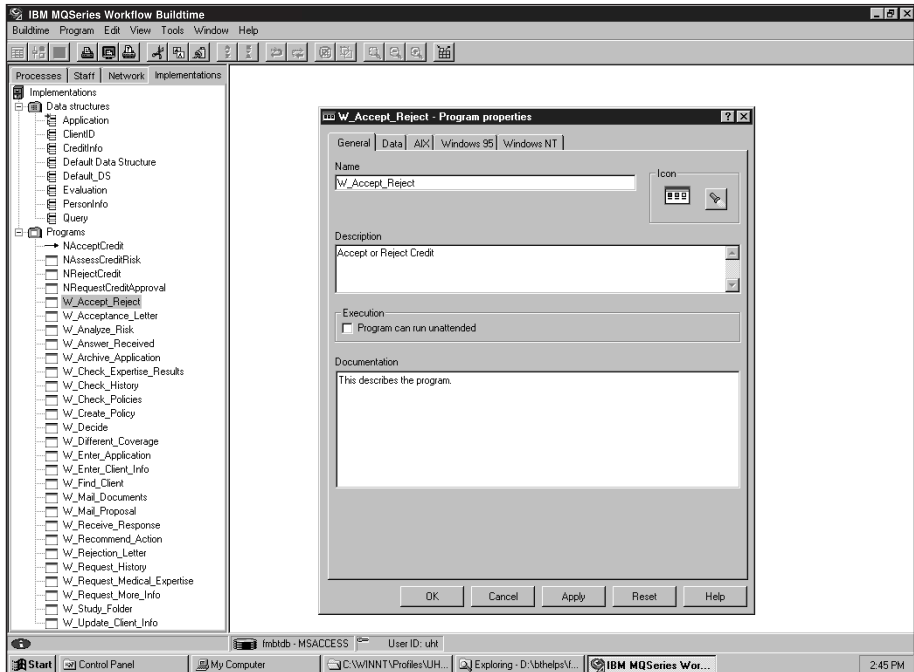 IBM MQSeries Workflow Buildtime
Buildtime Program Edit View Tools Window Help
Processes Staff Network Implementations
Implementations
Data structures
Application
ClientID
CreditInfo
Default Data Structure
Default_DS
Evaluation
PersonInfo
Query
Programs
NAcceptCredit
NAssessCreditRisk
NRejectCredit
NRequestCreditApproval
W_Accept_Reject
W_Acceptance_Letter
W_Analyze_Risk
W_Answer_Received
W_Archive_Application
W_Check_Expertise_Results
W_Check_History
W_Check_Policies
W_Create_Policy
W_Decide
W_Different_Coverage
W_Enter_Application
W_Enter_Client_Info
W_Find_Client
W_Mail_Documents
W_Mail_Proposal
W_Receive_Response
W_Recommend_Action
W_Rejection_Letter
W_Request_History
W_Request_Medical_Expertise
W_Request_More_Info
W_Study_Folder
W_Update_Client_Info
W_Accept_Reject - Program properties
General Data AIX Windows 95 Windows NT
Name
W_Accept_Reject
Icon
Description
Accept or Reject Credit
Execution
Program can run unattended
Documentation
This describes the program.
OK Cancel Apply Reset Help
fmbtdb - MSACCESS User ID: uht
Start Control Panel My Computer C:\WINNT\Profiles\UH... Exploring - D:\bthelps\f... IBM MQSeries Wor... 2:45 PM